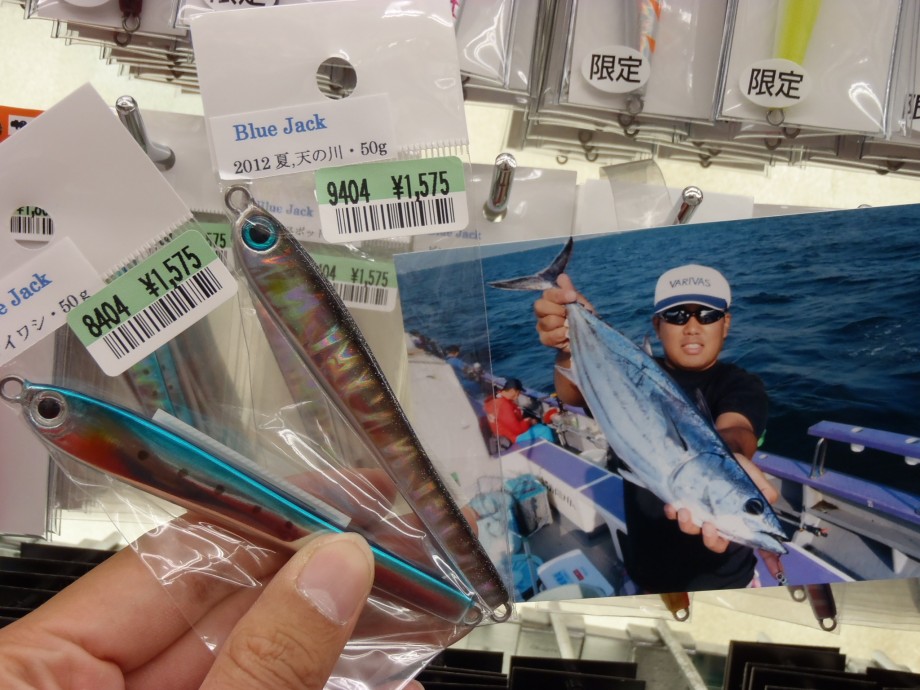 限定
限定
Blue Jack
2012 夏,天の川・50g
9404 ¥1,575
Blue Jack
¥1,575
イワシ・50g
8404 ¥1,575
VARIVAS